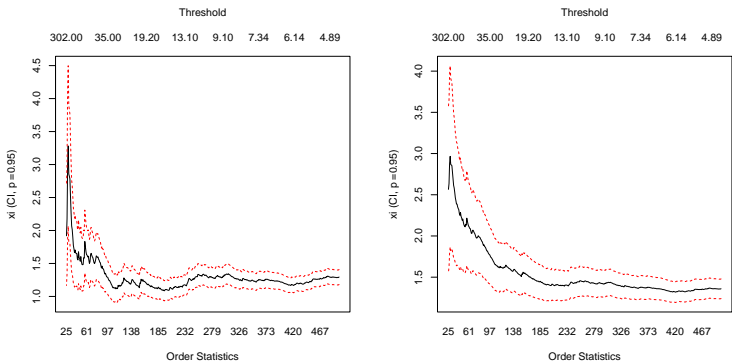 Threshold
302.00 35.00 19.20 13.10 9.10 7.34 6.14 4.89
4.5
4.0
3.5
3.0
2.5
2.0
1.5
1.0
xi (CI, p =0.95)
25 61 97 138 185 232 279 326 373 420 467
Order Statistics
Threshold
302.00 35.00 19.20 13.10 9.10 7.34 6.14 4.89
4.0
3.5
3.0
2.5
2.0
1.5
xi (CI, p =0.95)
25 61 97 138 185 232 279 326 373 420 467
Order Statistics